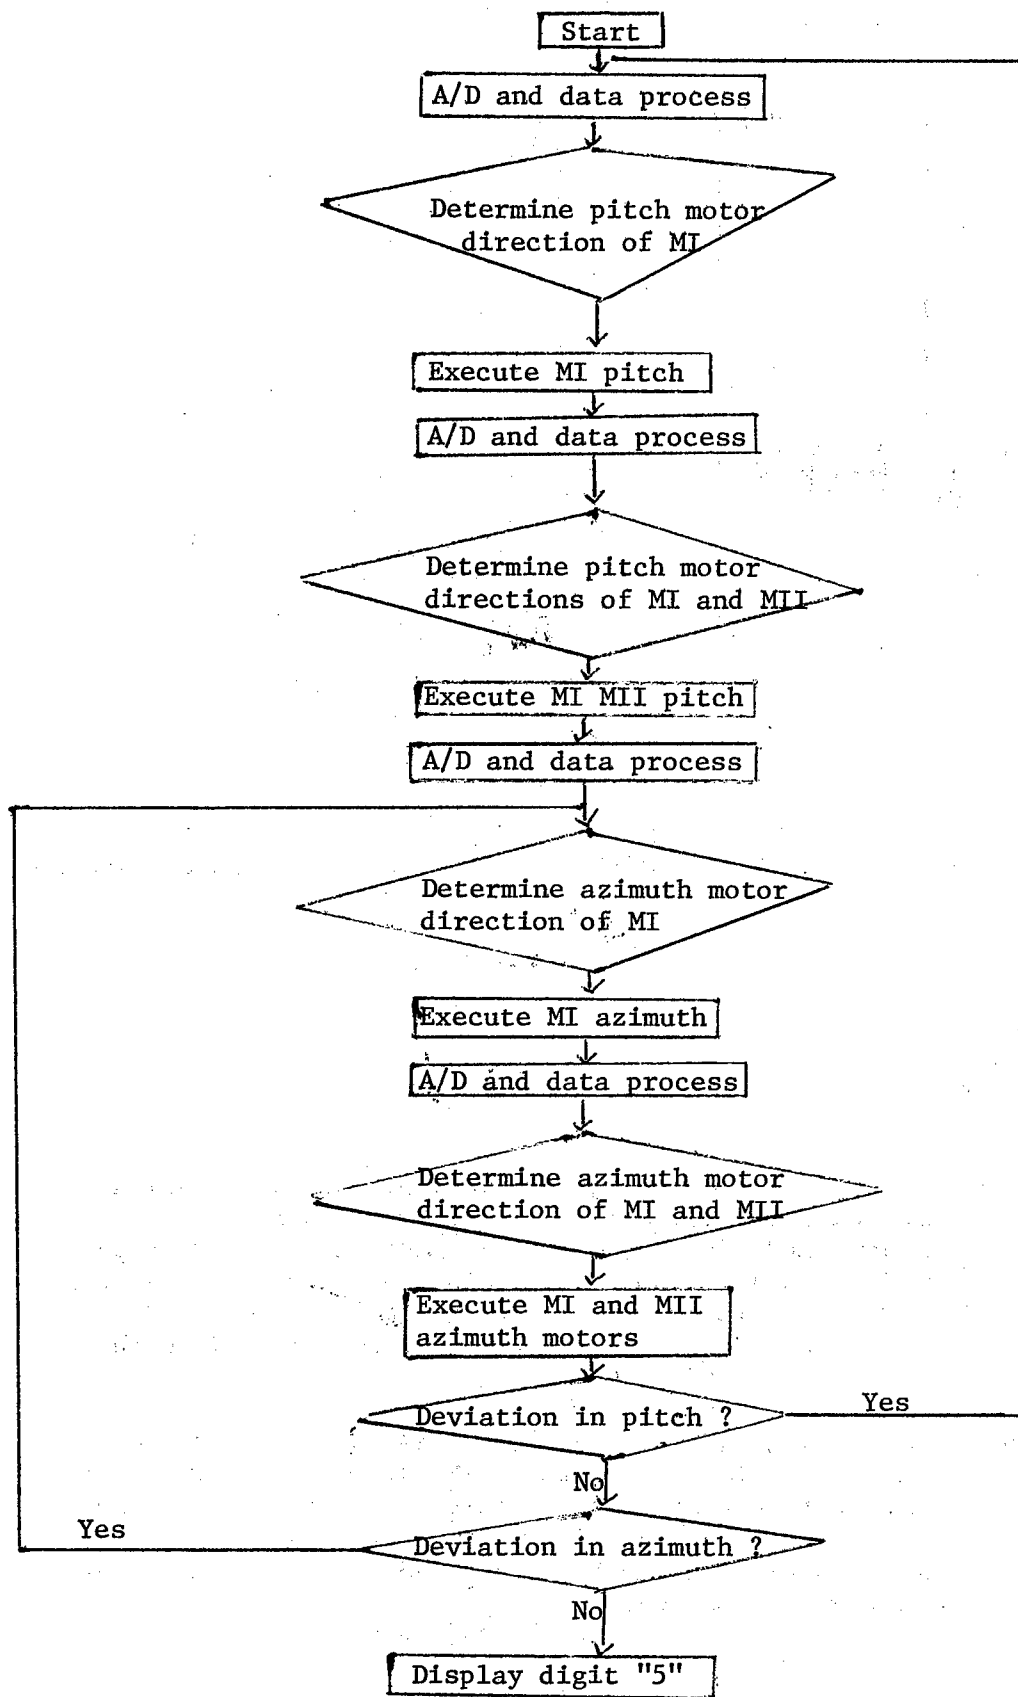 Start
A/D and data process
Determine pitch motor
direction of MI
Execute MI pitch
A/D and data process
Determine pitch motor
directions of MI and MII
Execute MI MII pitch
A/D and data process
Determine azimuth motor
direction of MI
Execute MI azimuth
A/D and data process
Determine azimuth motor
direction of MI and MII
Execute MI and MII
azimuth motors
Deviation in pitch ?
Yes
No
Yes
Deviation in azimuth ?
No
Display digit "5"